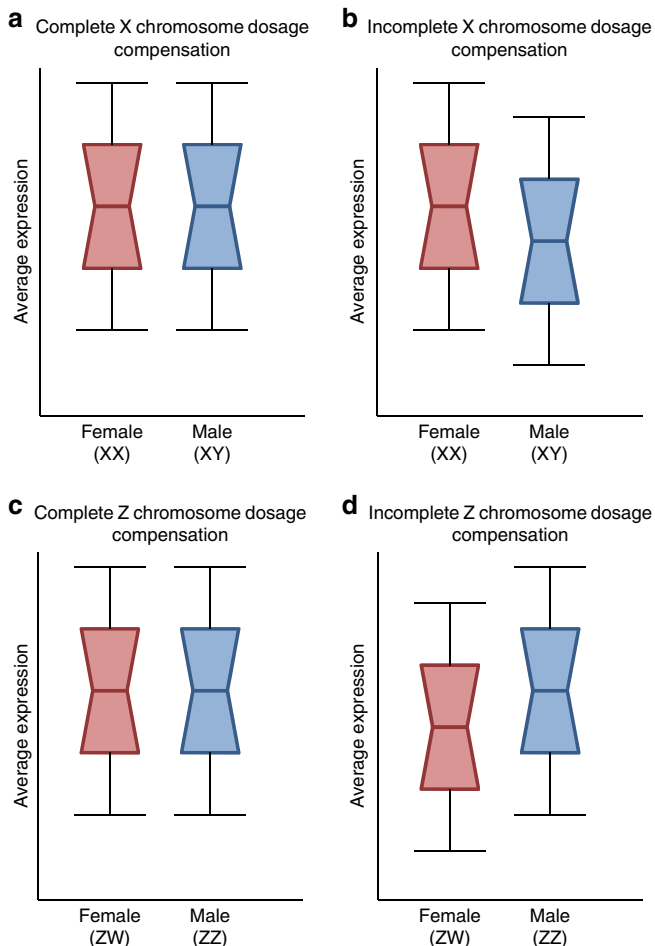 a Complete X chromosome dosage
compensation
Average expression
Female
(XX)
Male
(XY)
b Incomplete X chromosome dosage
compensation
Average expression
Female
(XX)
Male
(XY)
c Complete Z chromosome dosage
compensation
Average expression
Female
(ZW)
Male
(ZZ)
d Incomplete Z chromosome dosage
compensation
Average expression
Female
(ZW)
Male
(ZZ)